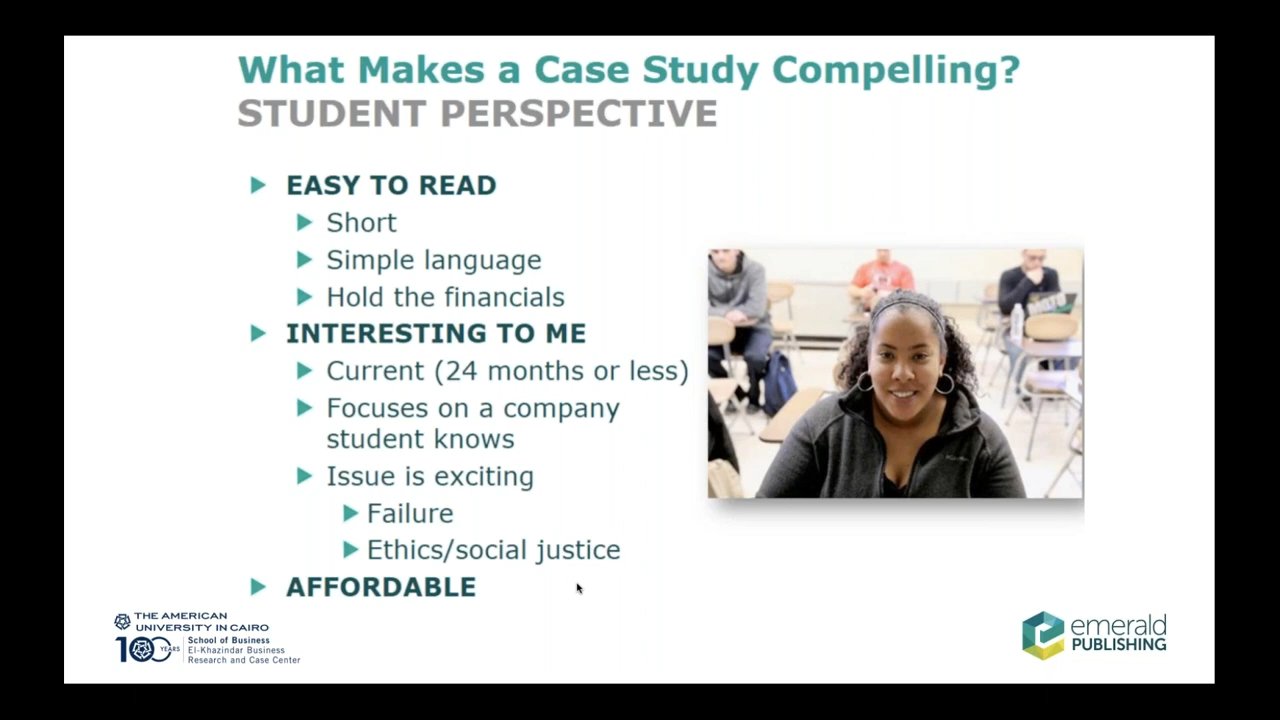 What Makes a Case Study Compelling?
STUDENT PERSPECTIVE
EASY TO READ
Short
Simple language
Hold the financials
INTERESTING TO ME
Current (24 months or less)
Focuses on a company
student knows
Issue is exciting
Failure
Ethics/social justice
AFFORDABLE
THE AMERICAN
UNIVERSITY IN CAIRO
100 YEARS
School of Business
El-Khazindar Business
Research and Case Center
emerald
PUBLISHING